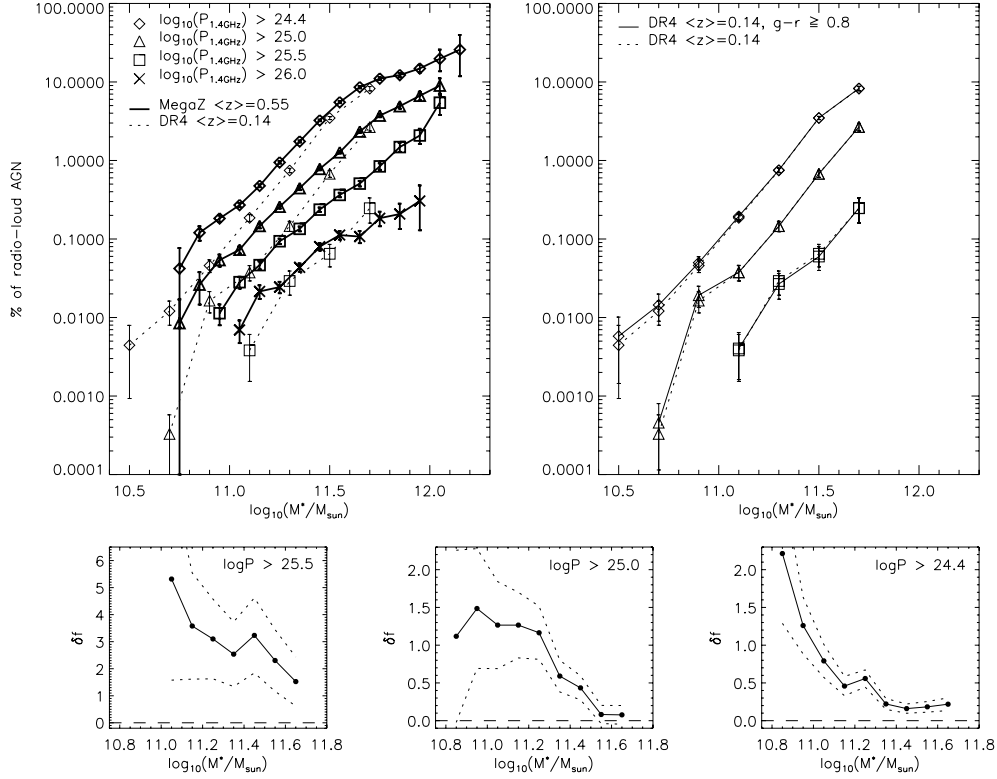 log10(P1.4GHz) > 24.4
log10(P1.4GHz) > 25.0
log10(P1.4GHz) > 25.5
log10(P1.4GHz) > 26.0
MegaZ <z>=0.55
DR4 <z>=0.14
100.0000
10.0000
1.0000
0.1000
0.0100
0.0010
0.0001
% of radio-loud AGN
10.5 11.0 11.5 12.0
log10(M*/Msun)
DR4 <z>=0.14, g-r ≧ 0.8
DR4 <z>=0.14
100.0000
10.0000
1.0000
0.1000
0.0100
0.0010
0.0001
10.5 11.0 11.5 12.0
log10(M*/Msun)
logP > 25.5
6
5
4
3
2
1
0
δf
10.8 11.0 11.2 11.4 11.6 11.8
log10(M*/Msun)
logP > 25.0
2.0
1.5
1.0
0.5
0.0
δf
10.8 11.0 11.2 11.4 11.6 11.8
log10(M*/Msun)
logP > 24.4
2.0
1.5
1.0
0.5
0.0
δf
10.8 11.0 11.2 11.4 11.6 11.8
log10(M*/Msun)